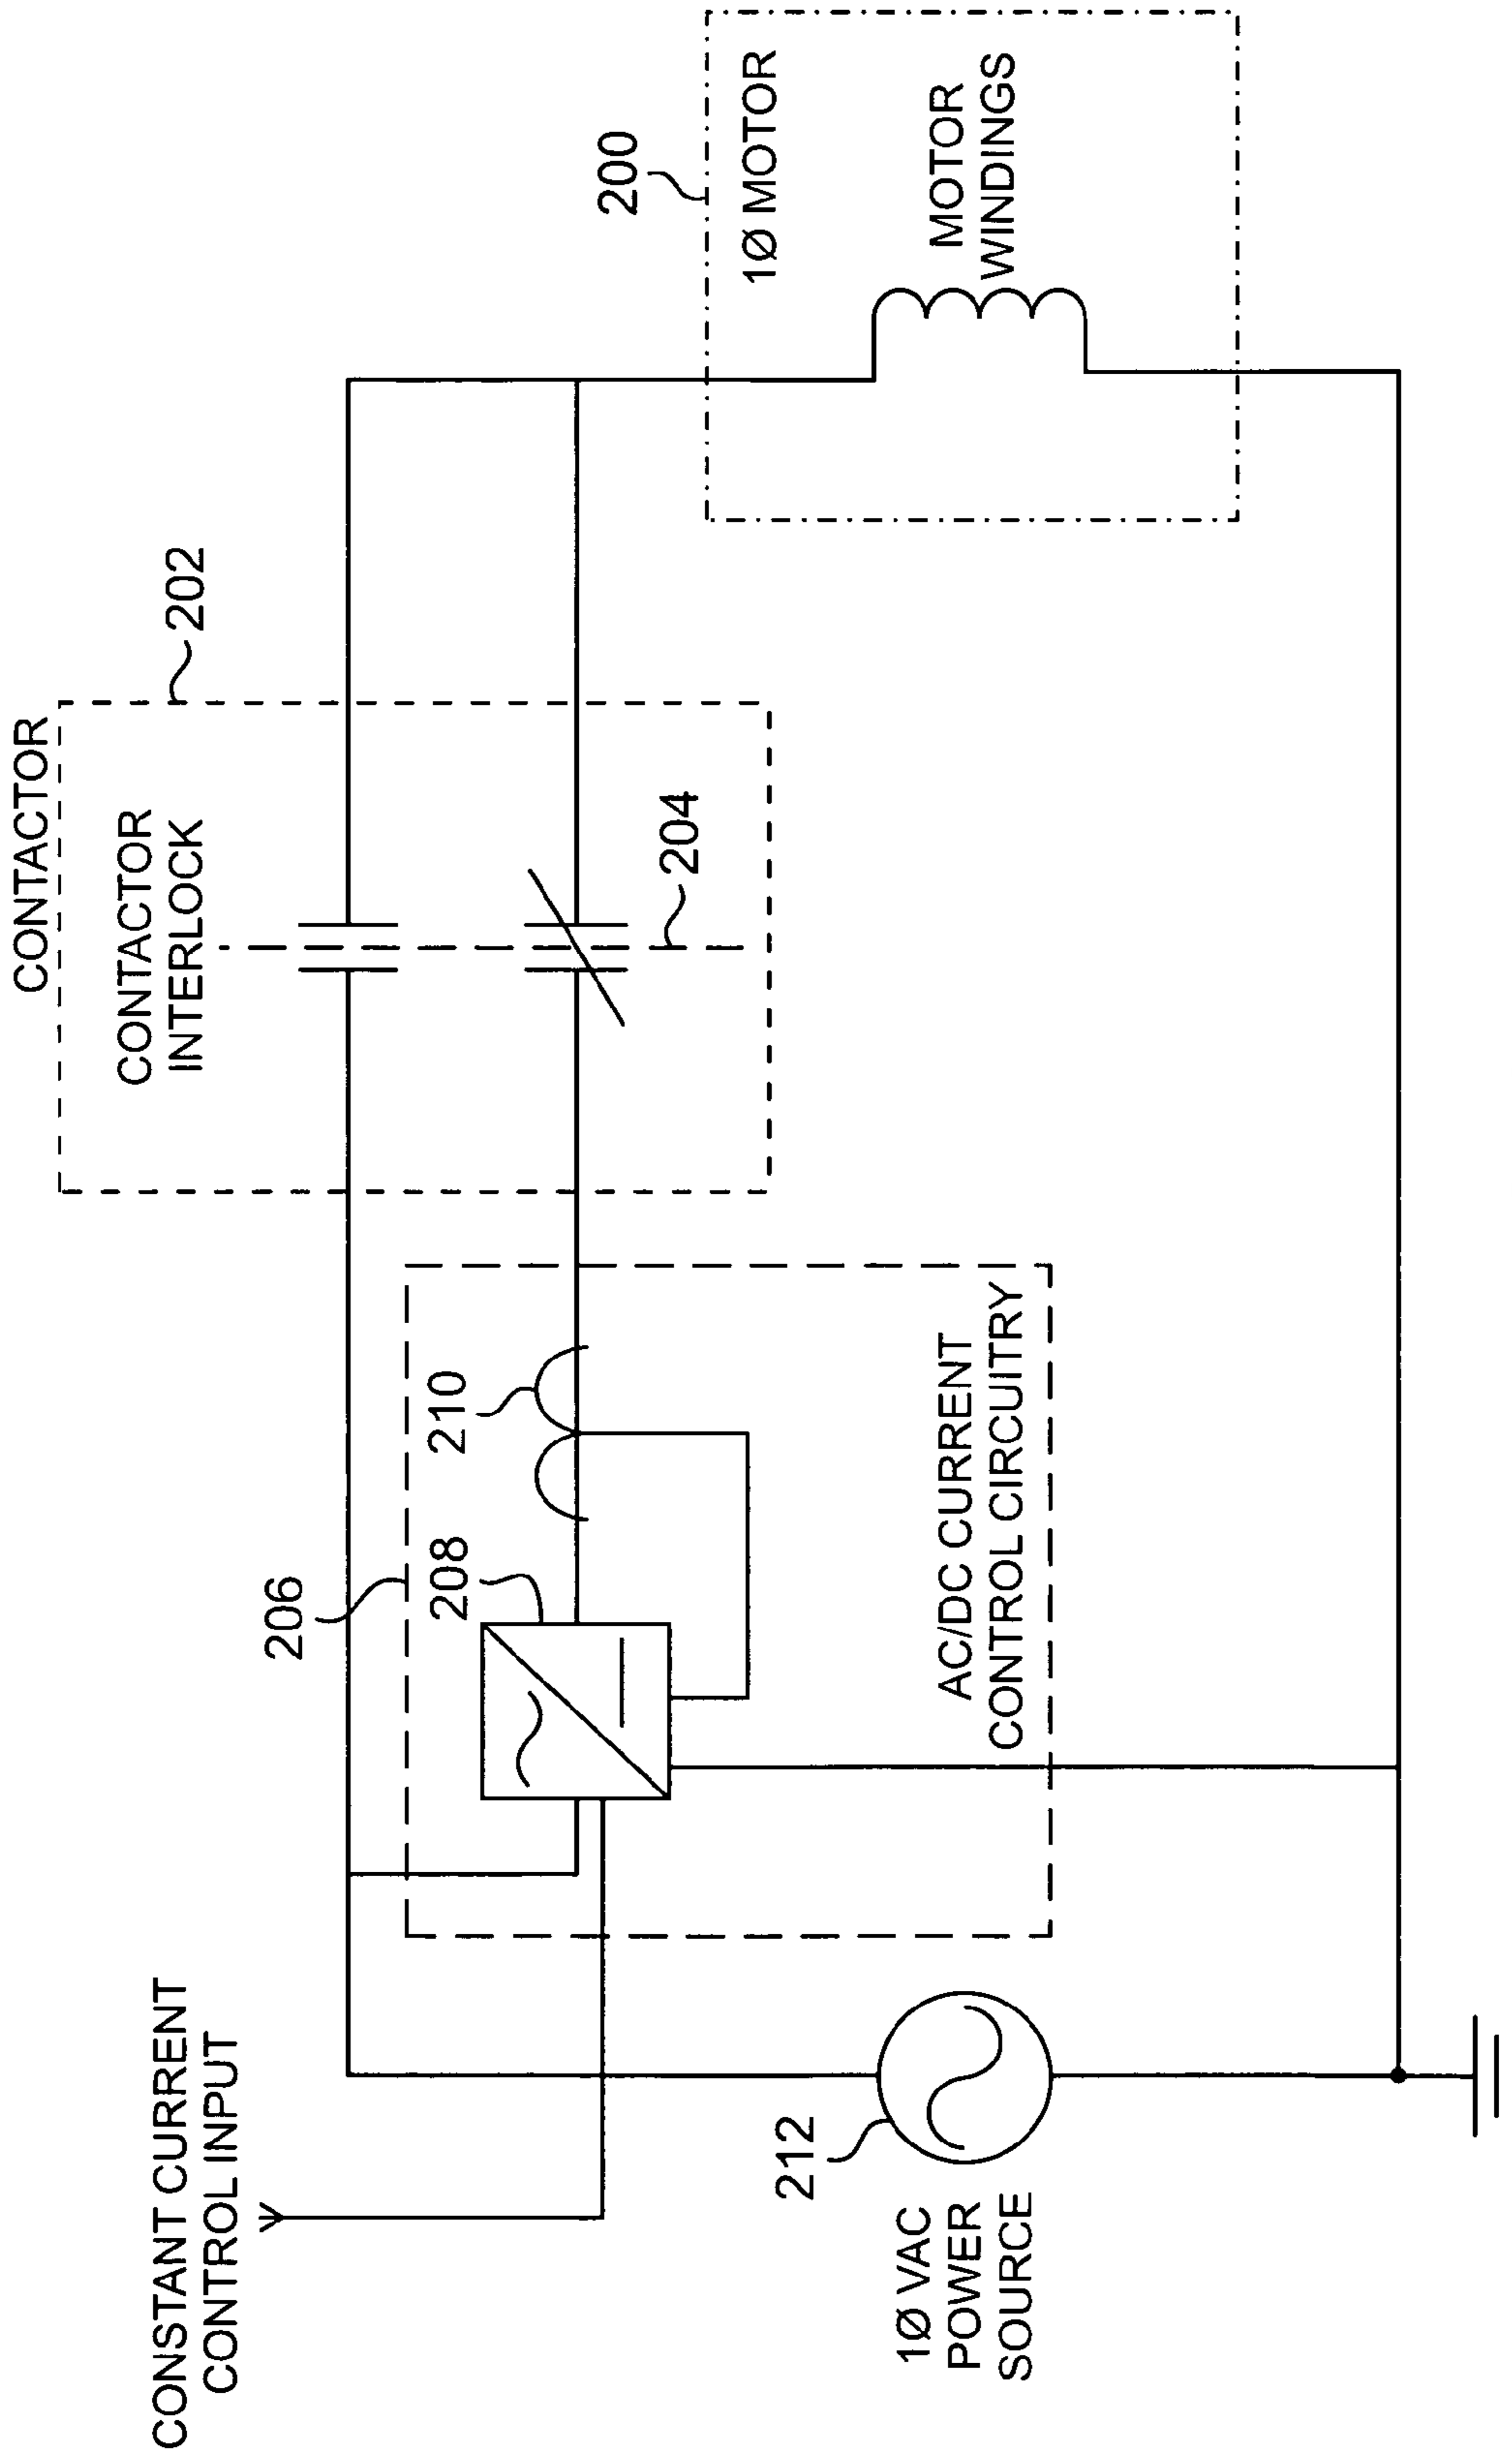 CONSTANT CURRENT
CONTROL INPUT
CONTACTOR
202
CONTACTOR
INTERLOCK
206
208
210
204
200
1Ø MOTOR
MOTOR
WINDINGS
212
1Ø VAC
POWER
SOURCE
AC/DC CURRENT
CONTROL CIRCUITRY